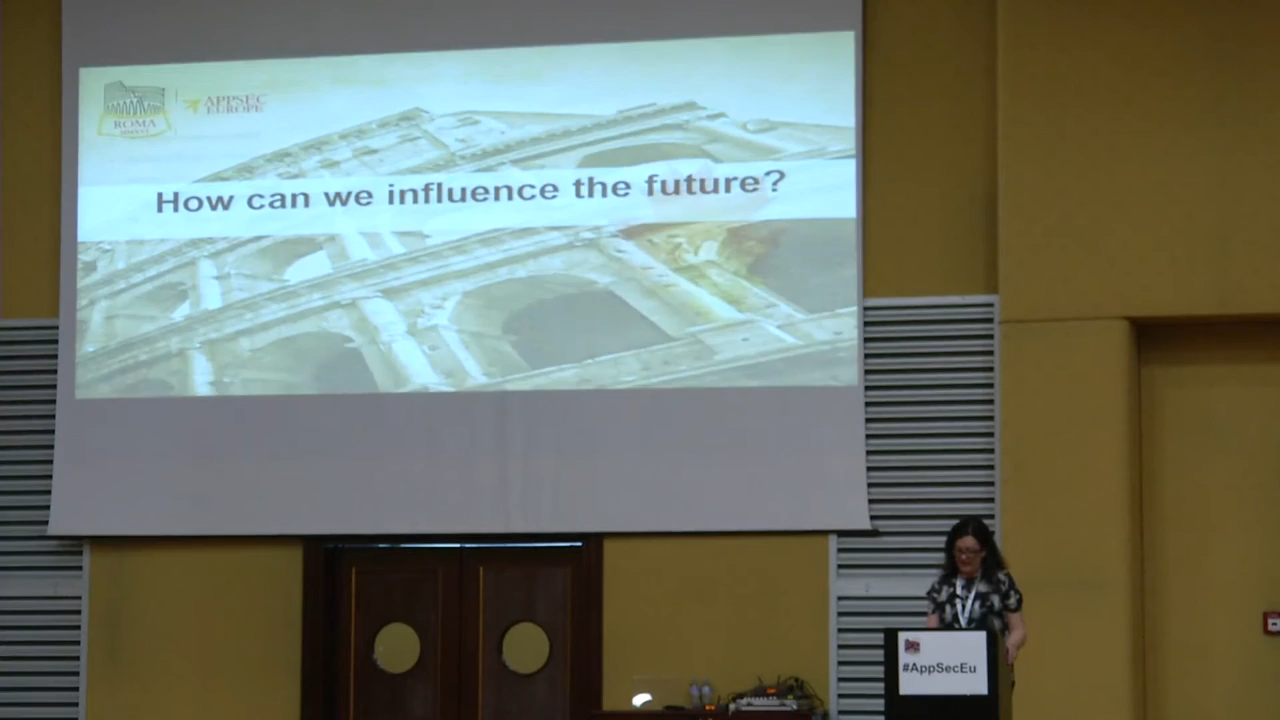 ROMA
APPSEC
EUROPE
How can we influence the future?
#AppSecEu